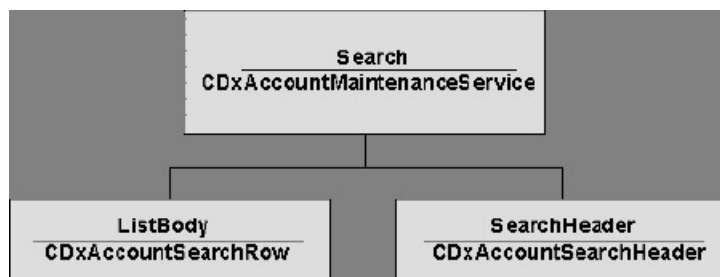 Search
CDxAccountMaintenanceService
ListBody
CDxAccountSearchRow
SearchHeader
CDxAccountSearchHeader